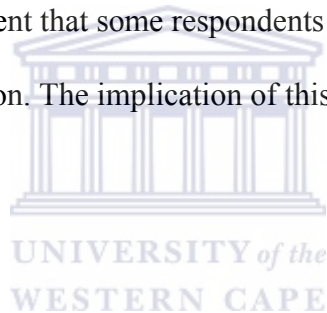 ent that some respondents
on. The implication of this
UNIVERSITY of the
WESTERN CAPE